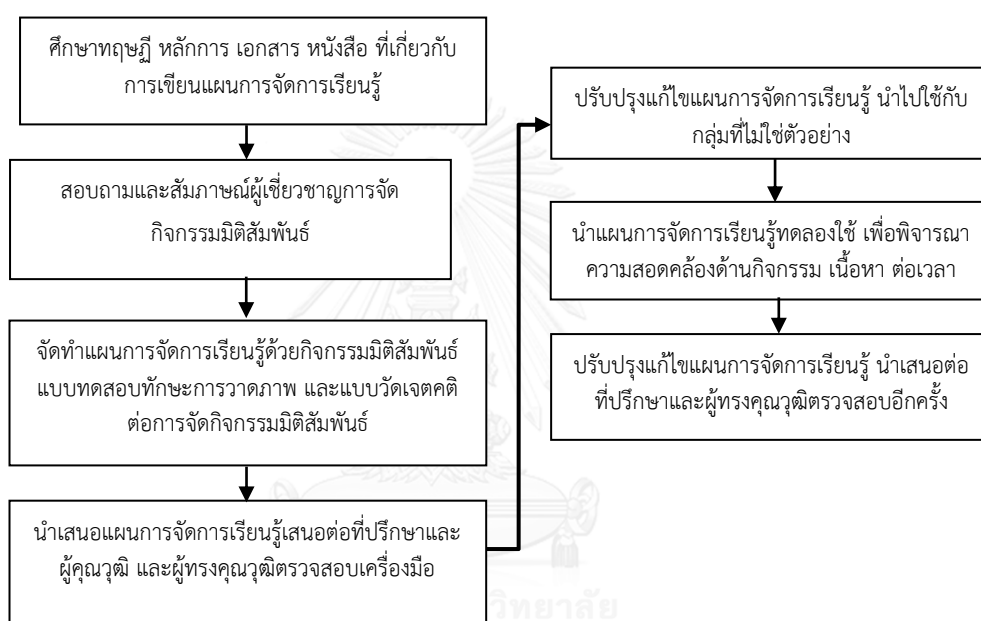 ศึกษาทฤษฏี หลักการ เอกสาร หนังสือ ที่เกี่ยวกับ
การเขียนแผนการจัดการเรียนรู้
สอบถามและสัมภาษณ์ผู้เชี่ยวชาญการจัด
กิจกรรมมิติสัมพันธ์
จัดทำแผนการจัดการเรียนรู้ด้วยกิจกรรมมิติสัมพันธ์
แบบทดสอบทักษะการวาดภาพ และแบบวัดเจตคติ
ต่อการจัดกิจกรรมมิติสัมพันธ์
นำเสนอแผนการจัดการเรียนรู้เสนอต่อที่ปรึกษาและ
ผู้คุณวุฒิ และผู้ทรงคุณวุฒิตรวจสอบเครื่องมือ
ปรับปรุงแก้ไขแผนการจัดการเรียนรู้ นำไปใช้กับ
กลุ่มที่ไม่ใช่ตัวอย่าง
นำแผนการจัดการเรียนรู้ทดลองใช้ เพื่อพิจารณา
ความสอดคล้องด้านกิจกรรม เนื้อหา ต่อเวลา
ปรับปรุงแก้ไขแผนการจัดการเรียนรู้ นำเสนอต่อ
ที่ปรึกษาและผู้ทรงคุณวุฒิตรวจสอบอีกครั้ง
วิทยาลัย